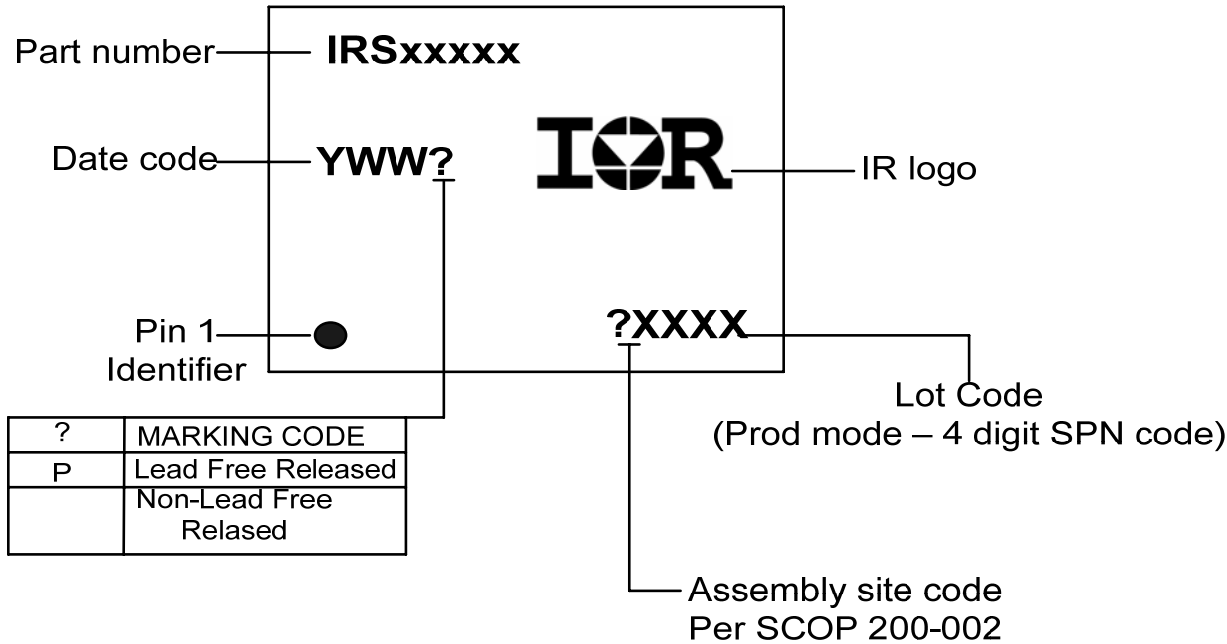 Part number
IRSxxxxx
Date code
YWW?
IOR
IR logo
Pin 1
Identifier
?XXXX
Lot Code
(Prod mode – 4 digit SPN code)
? MARKING CODE
P Lead Free Released
Non-Lead Free
Relased
Assembly site code
Per SCOP 200-002